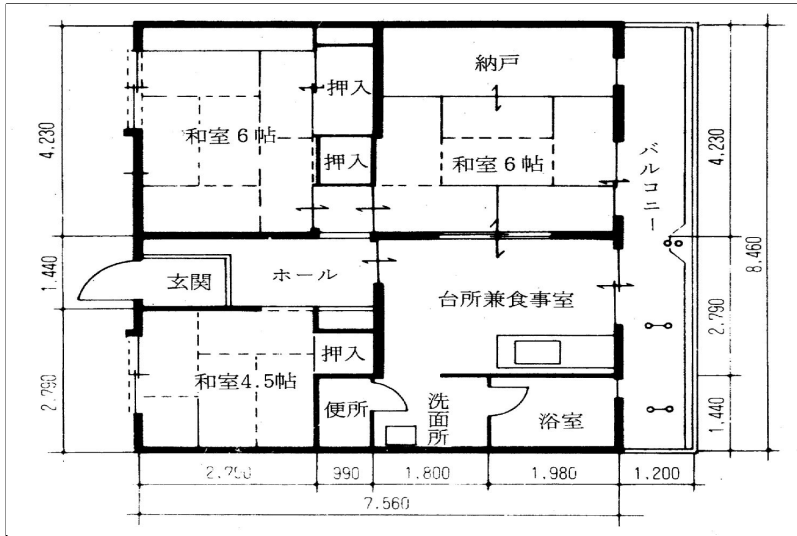 納戸
押入
和室6帖
押入
和室6帖
バルコニー
4.230
4.230
8.460
玄関
ホール
台所兼食事室
1.440
2.790
和室4.5帖
押入
便所
洗面所
浴室
2.790
1.440
2.790
990
1.800
1.980
1.200
7.560